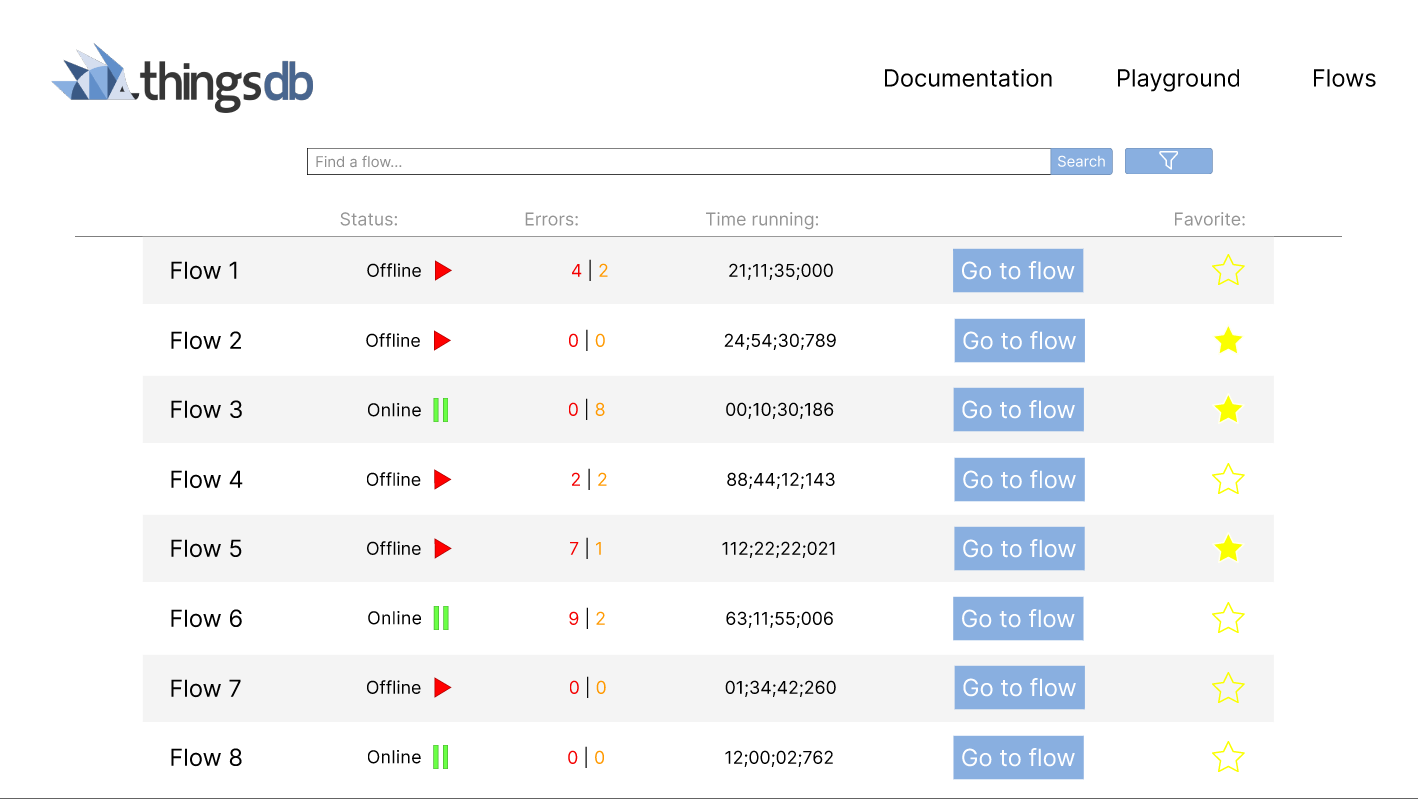 thingsdb Documentation Playground Flows
Find a flow... Search
Status: Errors: Time running: Favorite:
Flow 1 Offline 4 | 2 21;11;35;000 Go to flow
Flow 2 Offline 0 | 0 24;54;30;789 Go to flow
Flow 3 Online 0 | 8 00;10;30;186 Go to flow
Flow 4 Offline 2 | 2 88;44;12;143 Go to flow
Flow 5 Offline 7 | 1 112;22;22;021 Go to flow
Flow 6 Online 9 | 2 63;11;55;006 Go to flow
Flow 7 Offline 0 | 0 01;34;42;260 Go to flow
Flow 8 Online 0 | 0 12;00;02;762 Go to flow